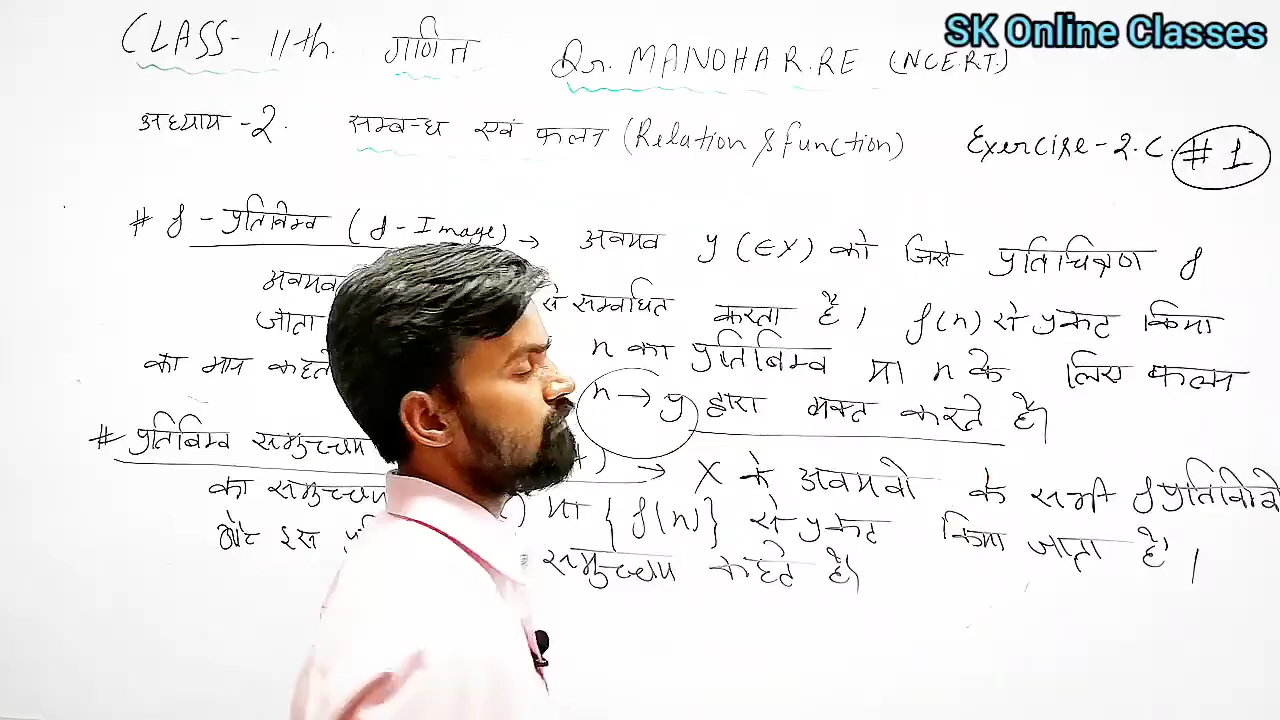 SK Online Classes
CLASS- 11th. गणित Dr. MANOHAR.RE (NCERT)
अध्याय -2. सम्बन्ध एवं फलन (Relation & function) Exercise-2.C. #1
# f - प्रतिबिम्ब (f - Image) → अवयव y (∈X) को जिसे प्रतिचित्रण f
अवयव से सम्बधित करता है। f(n) से प्रकट किया
जाता n का प्रतिबिम्ब या n के लिए फलन
का मान कहते n → y द्वारा व्यक्त करते है।
# प्रतिबिम्ब समुच्चय → X के अवयवो के सभी f प्रतिबिंबो
का समुच्चय ) या { f(n) } से प्रकट किया जाता है।
और इस समुच्चय कहते है।